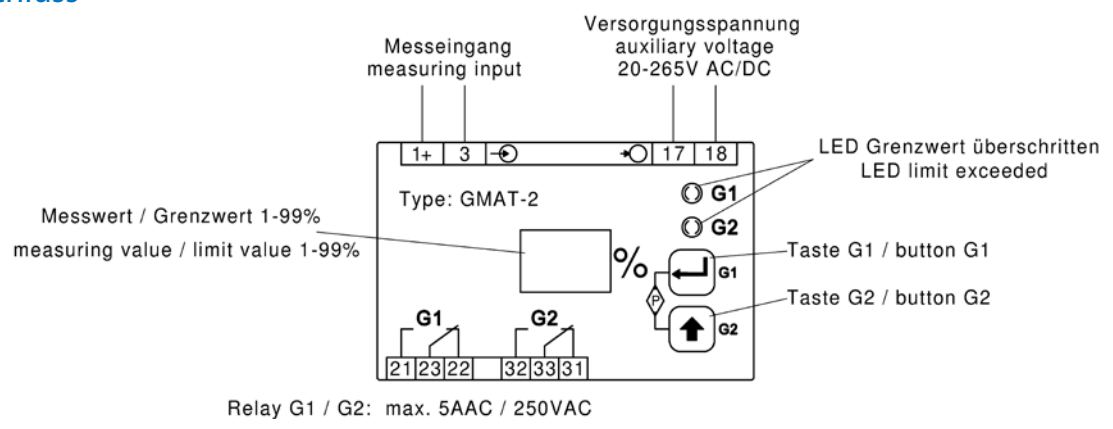 Versorgungsspannung
Messeingang auxiliary voltage
measuring input 20-265V AC/DC
1+ 3 17 18
LED Grenzwert überschritten
LED limit exceeded
Type: GMAT-2
G1
G2
Messwert / Grenzwert 1-99%
measuring value / limit value 1-99%
%
Taste G1 / button G1
G1
P
Taste G2 / button G2
G2
G1 G2
21 23 22 32 33 31
Relay G1 / G2: max. 5AAC / 250VAC